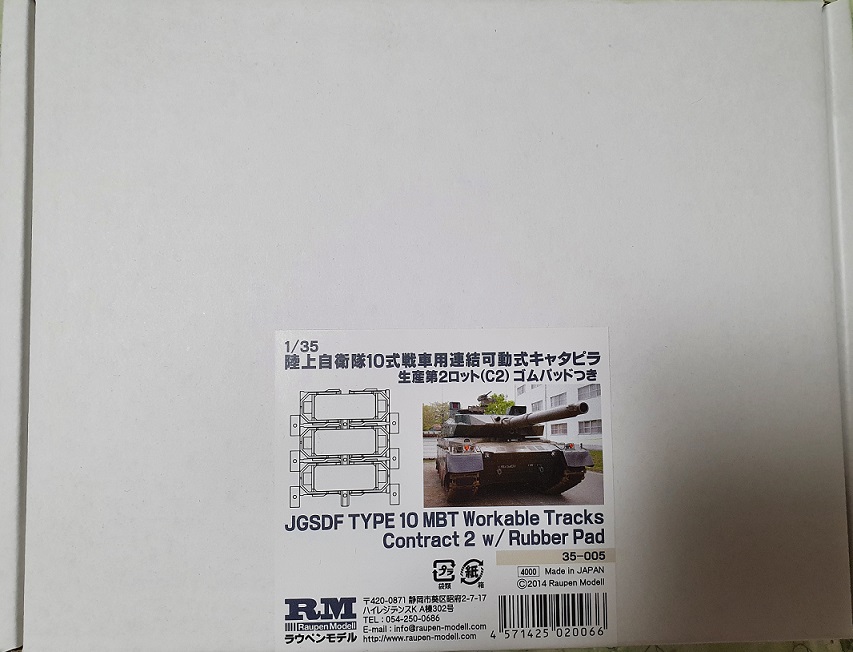 1/35
陸上自衛隊10式戦車用連結可動式キャタピラ
生産第2ロット(C2) ゴムパッドつき
JGSDF TYPE 10 MBT Workable Tracks
Contract 2 w/ Rubber Pad
35-005
プラ
袋類
紙
箱
4000 Made in JAPAN
©2014 Raupen Modell
RM
Raupen Modell
ラウペンモデル
〒420-0871 静岡市葵区昭府2-7-17
ハイレジデンスK A棟302号
TEL : 054-250-0686
E-mail : info@raupen-modell.com
http://www.raupen-modell.com
4 571425 020066